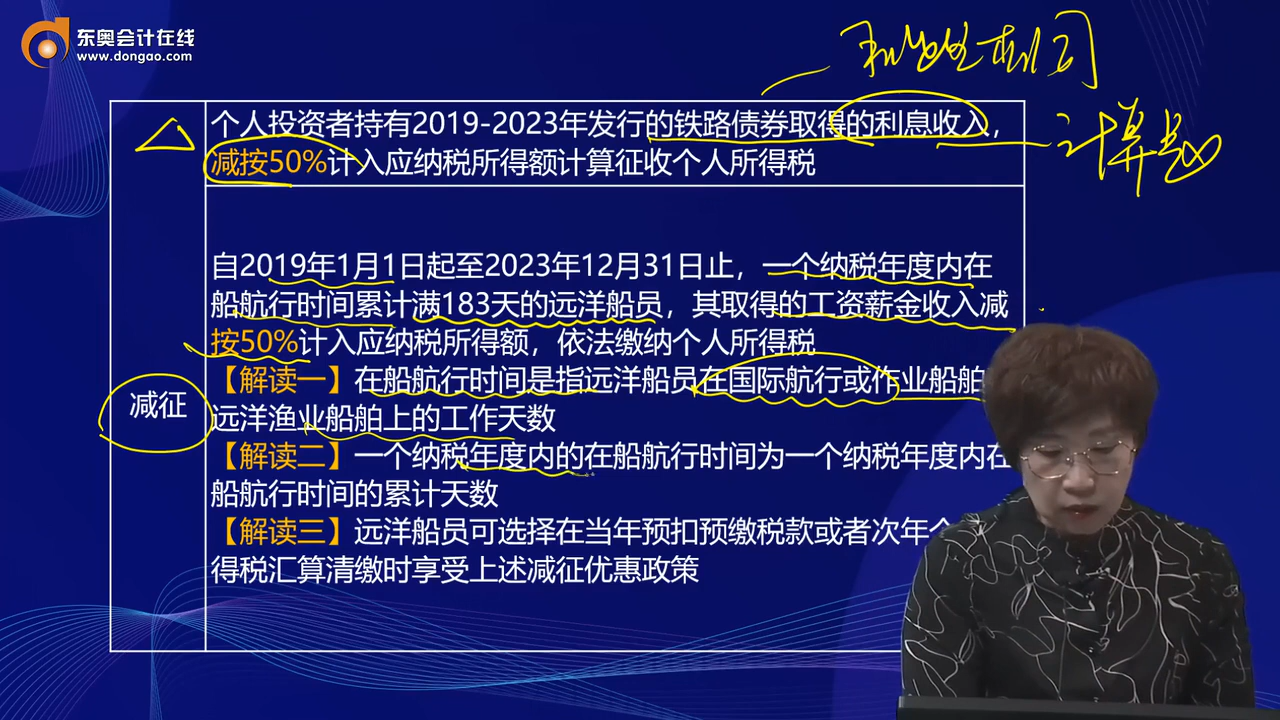 东奥会计在线
www.dongao.com
个人投资者持有2019-2023年发行的铁路债券取得的利息收入，
减按50%计入应纳税所得额计算征收个人所得税
自2019年1月1日起至2023年12月31日止，一个纳税年度内在
船航行时间累计满183天的远洋船员，其取得的工资薪金收入减
按50%计入应纳税所得额，依法缴纳个人所得税
减征
【解读一】在船航行时间是指远洋船员在国际航行或作业船舶
远洋渔业船舶上的工作天数
【解读二】一个纳税年度内的在船航行时间为一个纳税年度内在
船航行时间的累计天数
【解读三】远洋船员可选择在当年预扣预缴税款或者次年个
得税汇算清缴时享受上述减征优惠政策